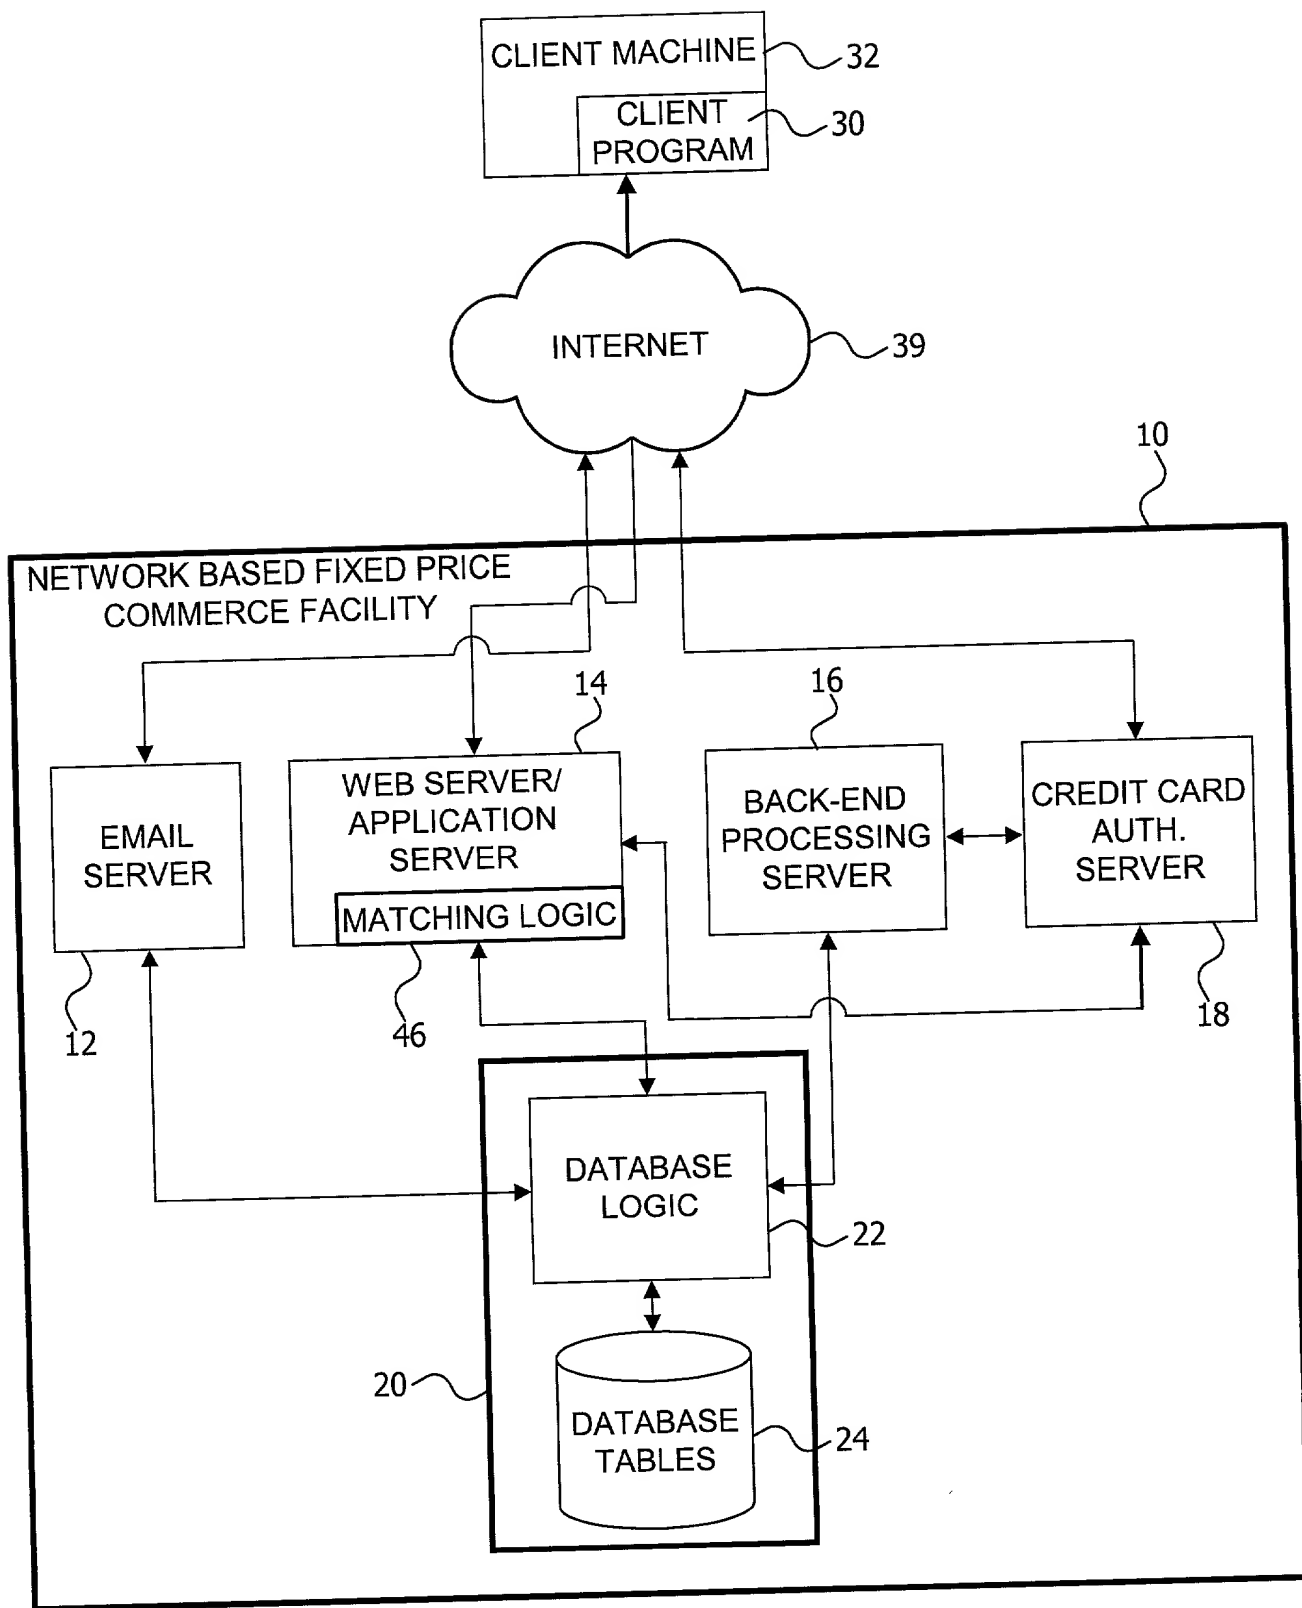 CLIENT MACHINE
32
CLIENT
PROGRAM
30
INTERNET
39
10
NETWORK BASED FIXED PRICE
COMMERCE FACILITY
14
16
EMAIL
SERVER
WEB SERVER/
APPLICATION
SERVER
MATCHING LOGIC
BACK-END
PROCESSING
SERVER
CREDIT CARD
AUTH.
SERVER
12
46
18
DATABASE
LOGIC
22
20
DATABASE
TABLES
24